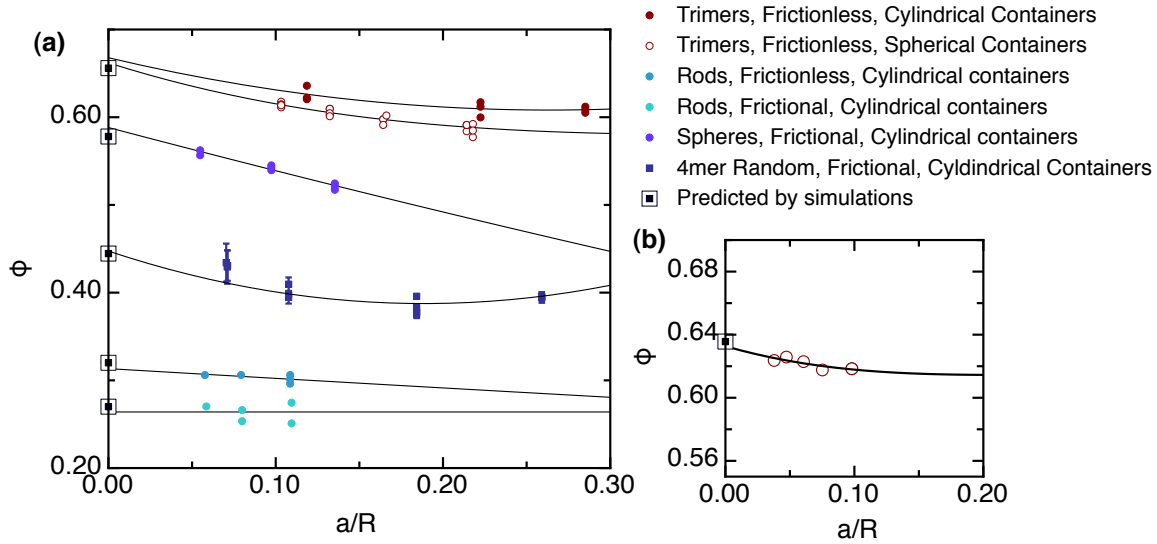 (a)
0.60
0.40
0.20
ϕ
0.00
0.10
0.20
0.30
a/R
Trimers, Frictionless, Cylindrical Containers
Trimers, Frictionless, Spherical Containers
Rods, Frictionless, Cylindrical containers
Rods, Frictional, Cylindrical containers
Spheres, Frictional, Cylindrical containers
4mer Random, Frictional, Cyldindrical Containers
Predicted by simulations
(b)
0.68
0.64
0.60
0.56
ϕ
0.00
0.10
0.20
a/R